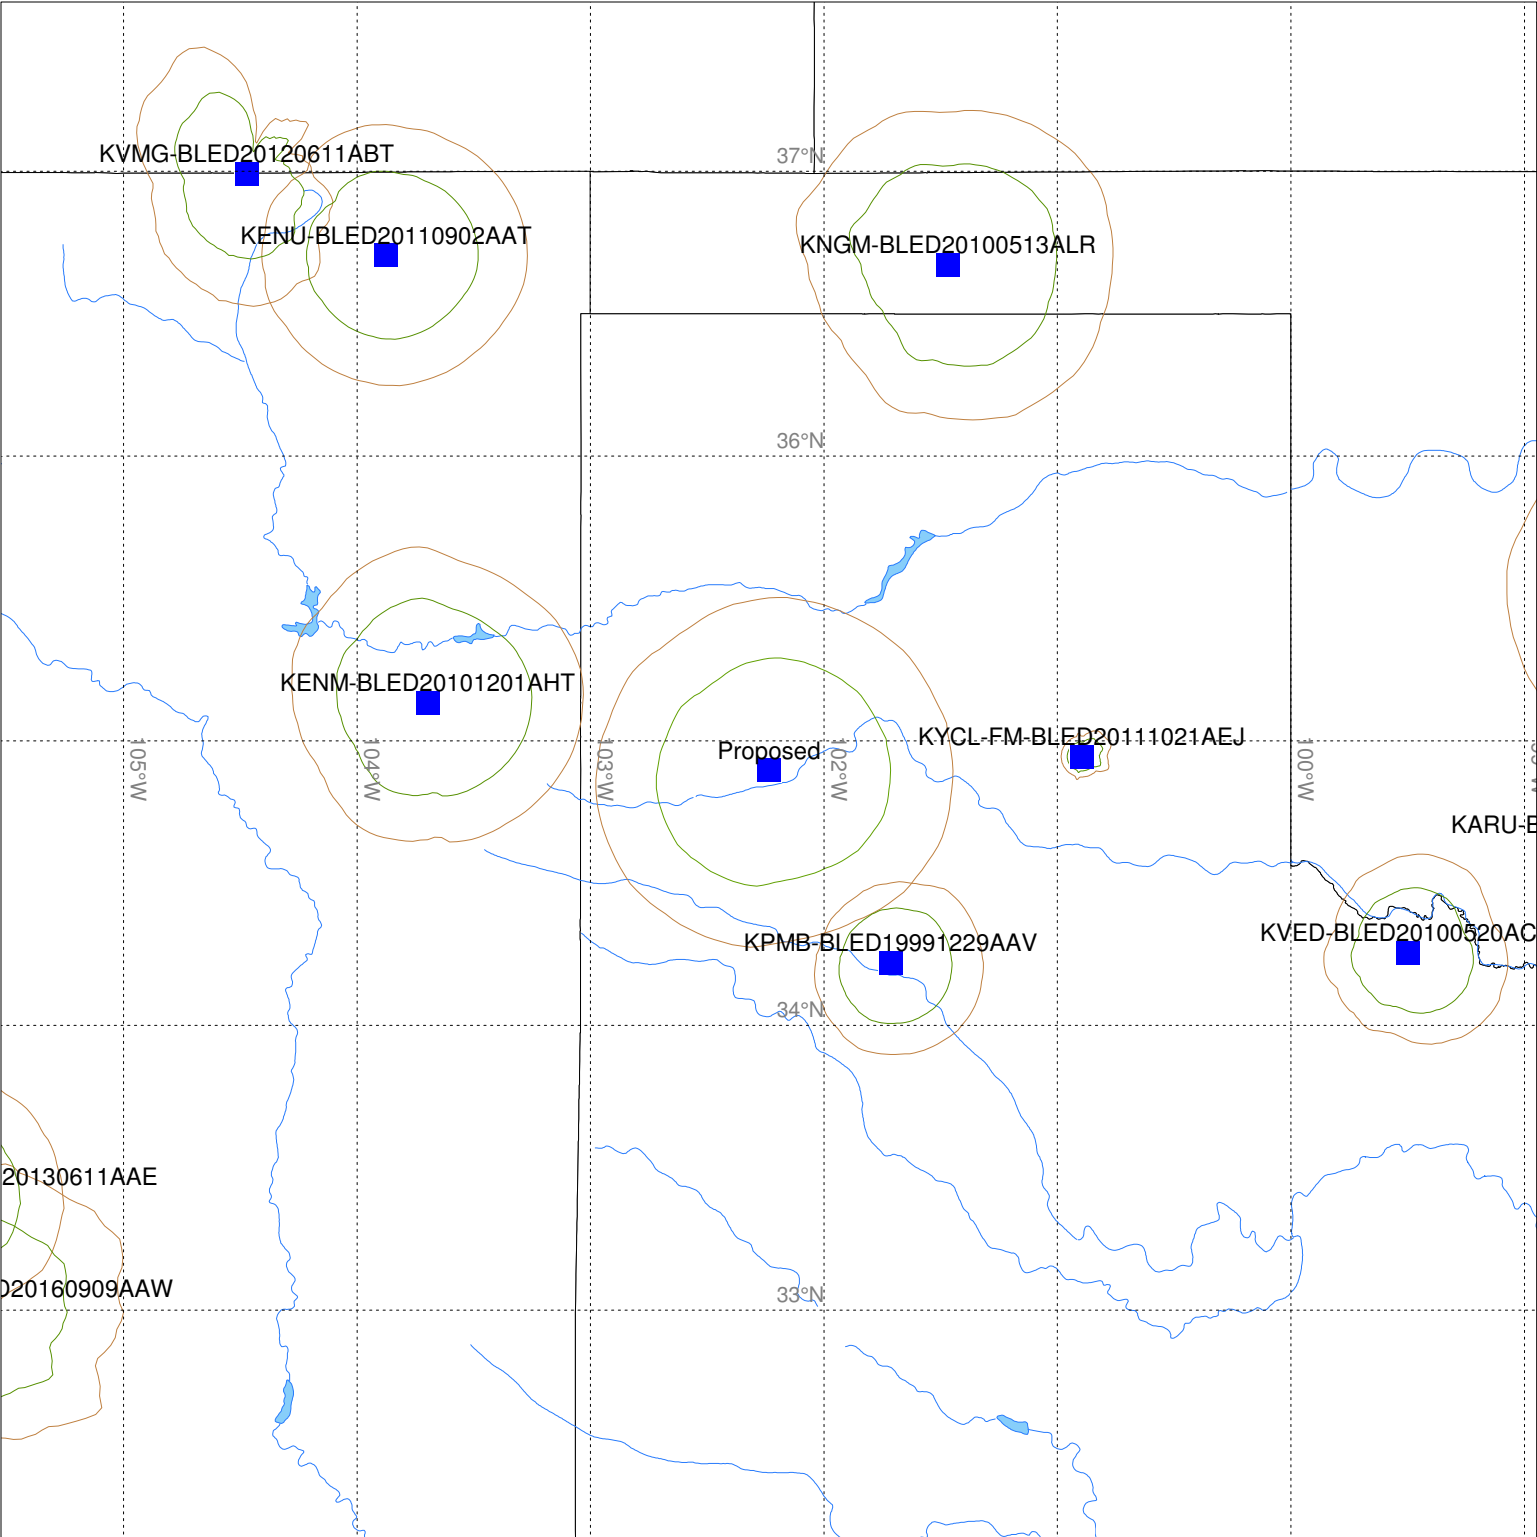 KVMG-BLED20120611ABT
37°N
KENU-BLED20110902AAT
KNGM-BLED20100513ALR
36°N
KENM-BLED20101201AHT
KYCL-FM-BLED20111021AEJ
Proposed
105°W
104°W
103°W
102°W
100°W
KARU-B
KVED-BLED20100520AC
KPMB-BLED19991229AAV
34°N
20130611AAE
D20160909AAW
33°N